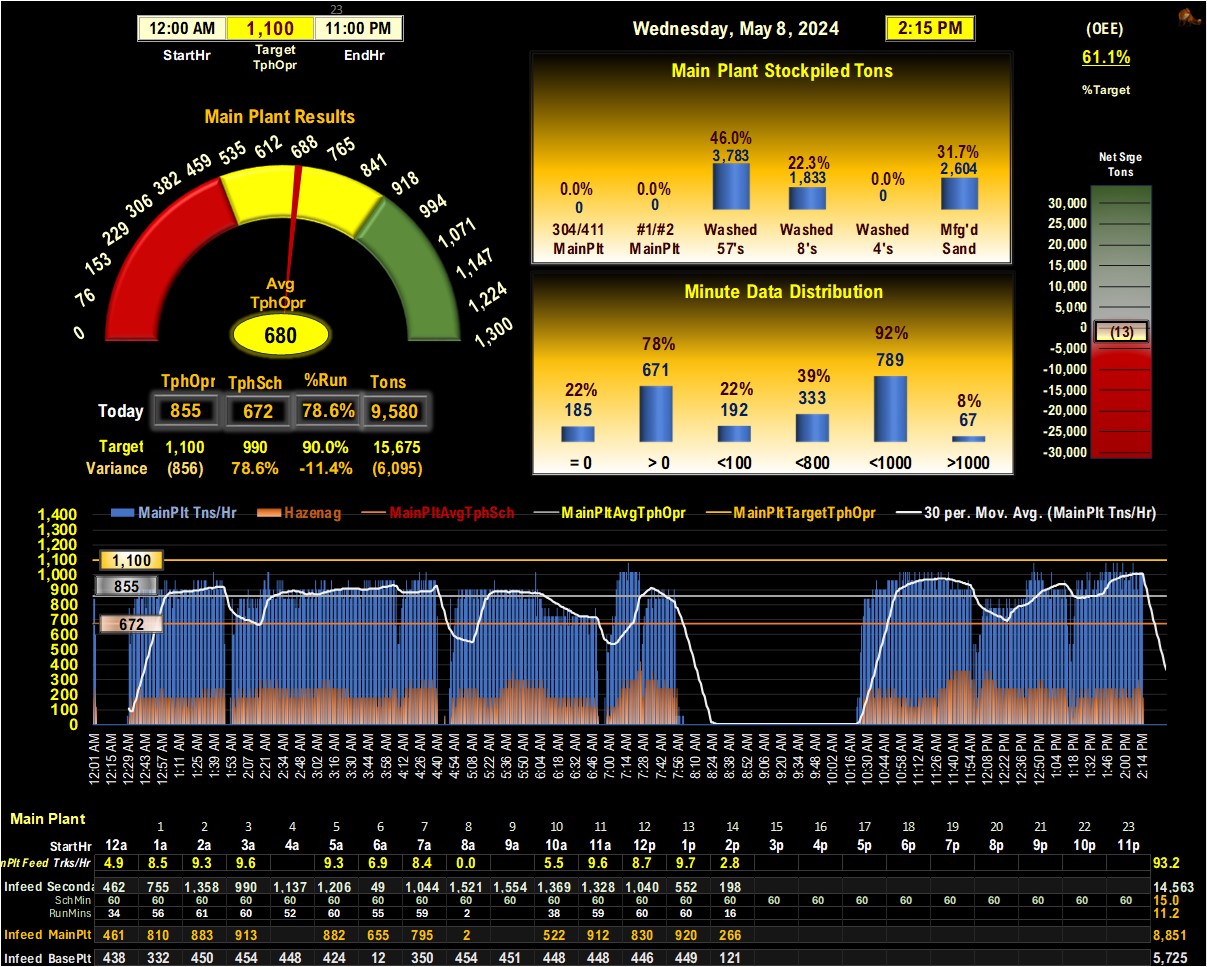 23
12:00 AM 1,100 11:00 PM
StartHr Target TphOpr EndHr
Wednesday, May 8, 2024 2:15 PM
(OEE)
61.1%
%Target
Main Plant Results
0 76 153 229 306 382 459 535 612 688 765 841 918 994 1,071 1,147 1,224 1,300
Avg
TphOpr
680
TphOpr TphSch %Run Tons
Today 855 672 78.6% 9,580
Target 1,100 990 90.0% 15,675
Variance (856) 78.6% -11.4% (6,095)
Main Plant Stockpiled Tons
0.0% 0.0% 46.0% 22.3% 0.0% 31.7%
0 0 3,783 1,833 0 2,604
304/411 #1/#2 Washed Washed Washed Mfg'd
MainPlt MainPlt 57's 8's 4's Sand
Minute Data Distribution
22% 78% 22% 39% 92% 8%
185 671 192 333 789 67
= 0 > 0 <100 <800 <1000 >1000
Net Srge
Tons
30,000
25,000
20,000
15,000
10,000
5,000
0
(13)
-5,000
-10,000
-15,000
-20,000
-25,000
-30,000
MainPlt Tns/Hr Hazenag MainPltAvgTphSch MainPltAvgTphOpr MainPltTargetTphOpr 30 per. Mov. Avg. (MainPlt Tns/Hr)
1,400
1,300
1,200
1,100
1,000
900
800
700
600
500
400
300
200
100
0
1,100
855
672
12:01 AM 12:15 AM 12:29 AM 12:43 AM 12:57 AM 1:11 AM 1:25 AM 1:39 AM 1:53 AM 2:07 AM 2:21 AM 2:34 AM 2:48 AM 3:02 AM 3:16 AM 3:30 AM 3:44 AM 3:58 AM 4:12 AM 4:26 AM 4:40 AM 4:54 AM 5:08 AM 5:22 AM 5:36 AM 5:50 AM 6:04 AM 6:18 AM 6:32 AM 6:46 AM 7:00 AM 7:14 AM 7:28 AM 7:42 AM 7:56 AM 8:10 AM 8:24 AM 8:38 AM 8:52 AM 9:06 AM 9:20 AM 9:34 AM 9:48 AM 10:02 AM 10:16 AM 10:30 AM 10:44 AM 10:58 AM 11:12 AM 11:26 AM 11:40 AM 11:54 AM 12:08 PM 12:22 PM 12:36 PM 12:50 PM 1:04 PM 1:18 PM 1:32 PM 1:46 PM 2:00 PM 2:14 PM
Main Plant
1 2 3 4 5 6 7 8 9 10 11 12 13 14 15 16 17 18 19 20 21 22 23
StartHr 12a 1a 2a 3a 4a 5a 6a 7a 8a 9a 10a 11a 12p 1p 2p 3p 4p 5p 6p 7p 8p 9p 10p 11p
nPlt Feed Trks/Hr 4.9 8.5 9.3 9.6 9.3 6.9 8.4 0.0 5.5 9.6 8.7 9.7 2.8 93.2
Infeed Seconda 462 755 1,358 990 1,137 1,206 49 1,044 1,521 1,554 1,369 1,328 1,040 552 198 14,563
SchMin 60 60 60 60 60 60 60 60 60 60 60 60 60 60 60 60 60 60 60 60 60 60 60 60 15.0
RunMins 34 56 61 60 52 60 55 59 2 38 59 60 60 16 11.2
Infeed MainPlt 461 810 883 913 882 655 795 2 522 912 830 920 266 8,851
Infeed BasePlt 438 332 450 454 448 424 12 350 454 451 448 448 446 449 121 5,725